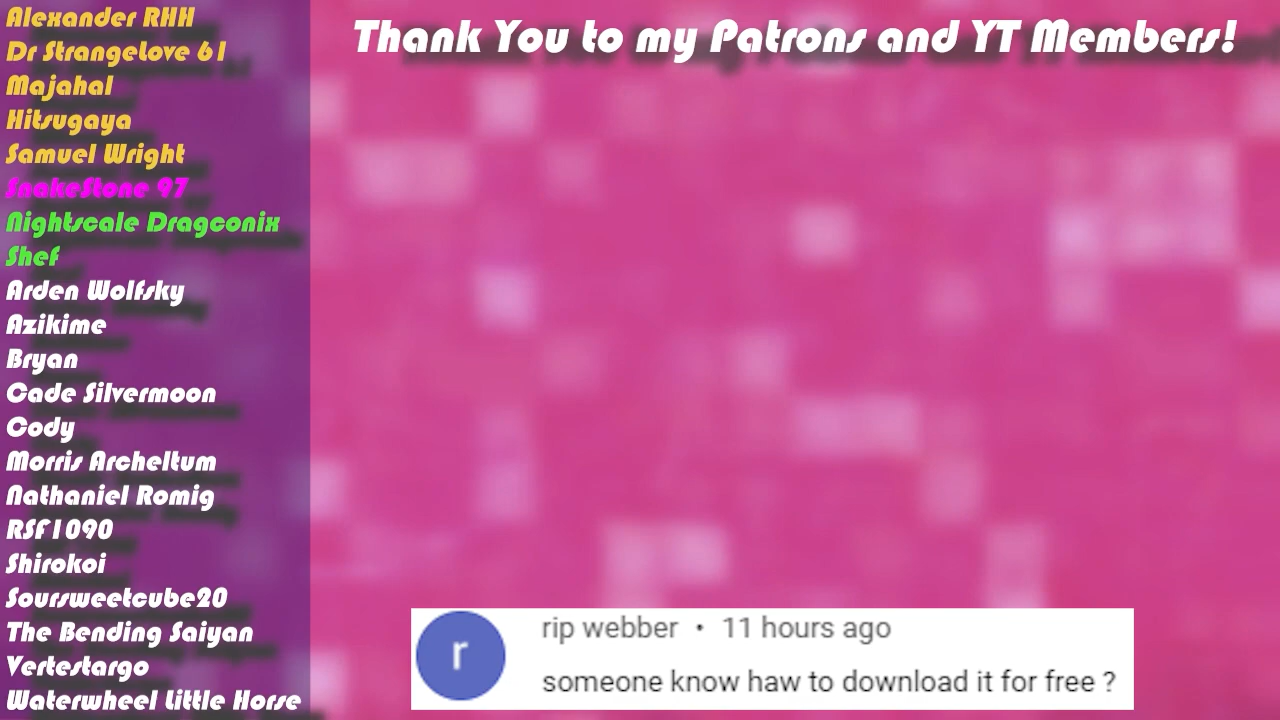 Alexander RHH
Dr StrangeLove 61
Majahal
Hitsugaya
Samuel Wright
SnakeStone 97
Nightscale Dragconix
Shef
Arden Wolfsky
Azikime
Bryan
Cade Silvermoon
Cody
Morris Archeltum
Nathaniel Romig
RSF1090
Shirokoi
Soursweetcube20
The Bending Saiyan
Vertestargo
Waterwheel Little Horse
Thank You to my Patrons and YT Members!
r
rip webber • 11 hours ago
someone know haw to download it for free ?